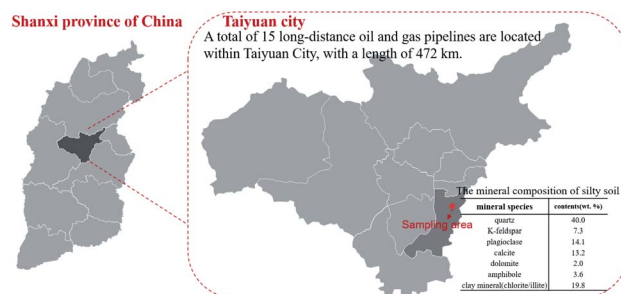 Shanxi province of China
Taiyuan city
A total of 15 long-distance oil and gas pipelines are located
within Taiyuan City, with a length of 472 km.
The mineral composition of silty soil
Sampling area
mineral species contents(wt. %)
quartz 40.0
K-feldspar 7.3
plagioclase 14.1
calcite 13.2
dolomite 2.0
amphibole 3.6
clay mineral(chlorite/illite) 19.8